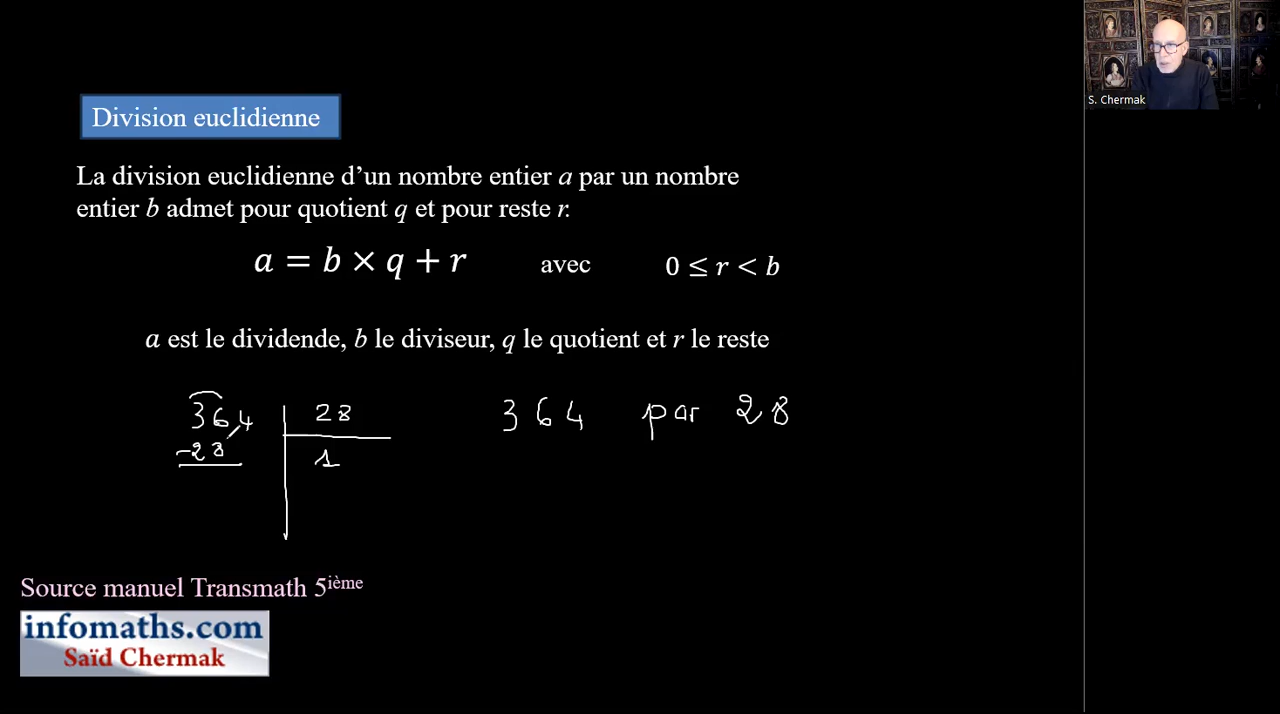 S. Chermak
Division euclidienne
La division euclidienne d’un nombre entier a par un nombre
entier b admet pour quotient q et pour reste r:
a = b × q + r avec 0 ≤ r < b
a est le dividende, b le diviseur, q le quotient et r le reste
364 28 364 par 28
-28 1
Source manuel Transmath 5ième
infomaths.com
Saïd Chermak